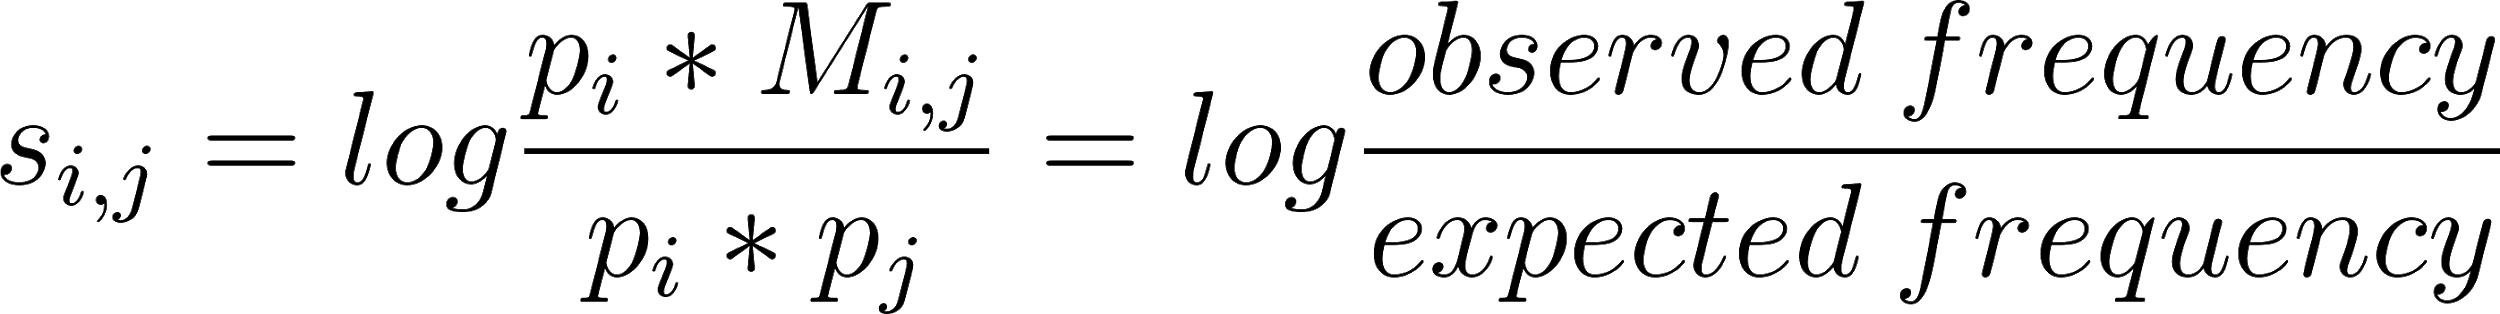 s_{i,j} = log \frac{p_i * M_{i,j}}{p_i * p_j} = log \frac{observed frequency}{expected frequency}